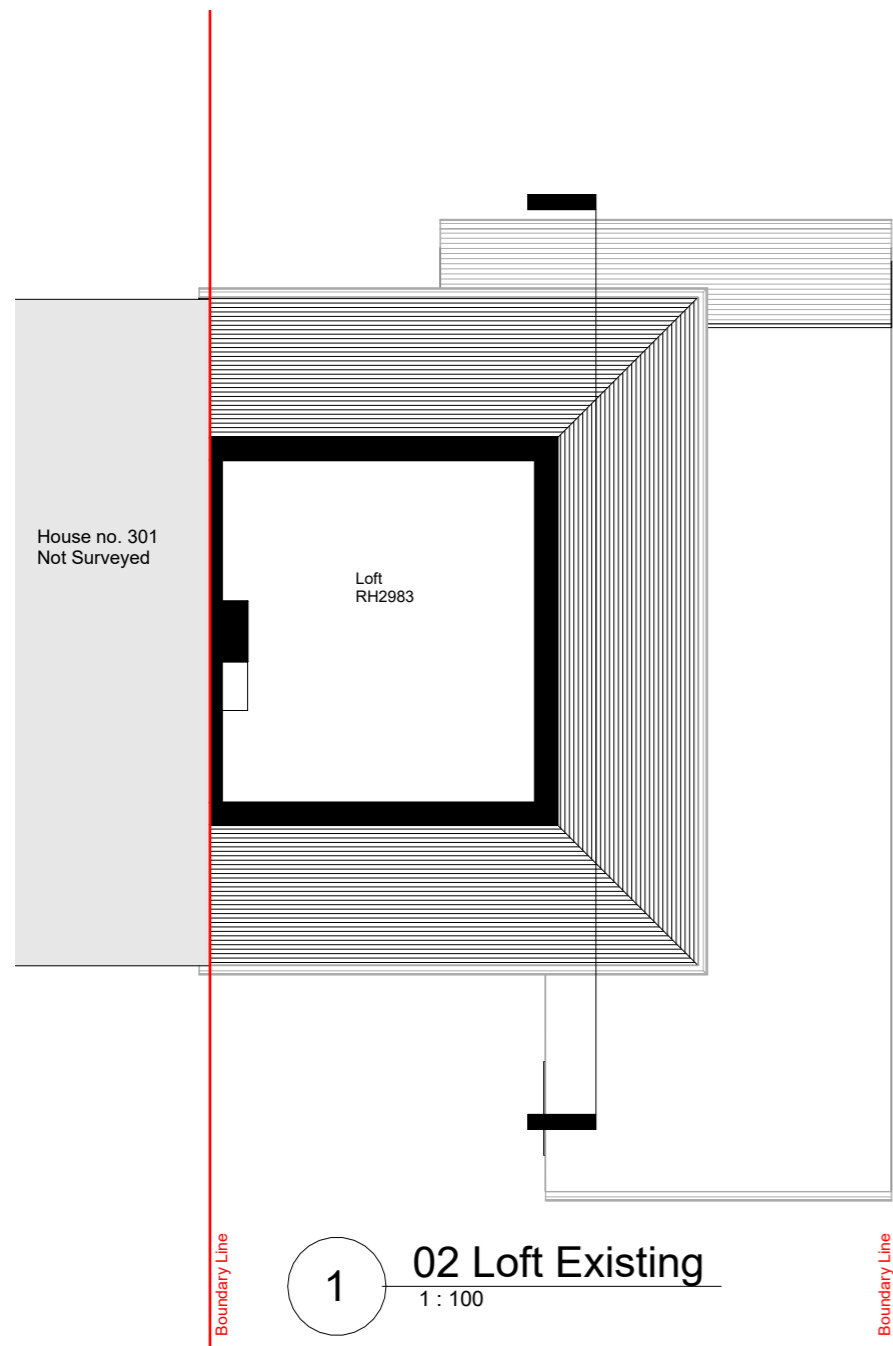 House no. 301
Not Surveyed
Loft
RH2983
Boundary Line
1
02 Loft Existing
1 : 100
Boundary Line